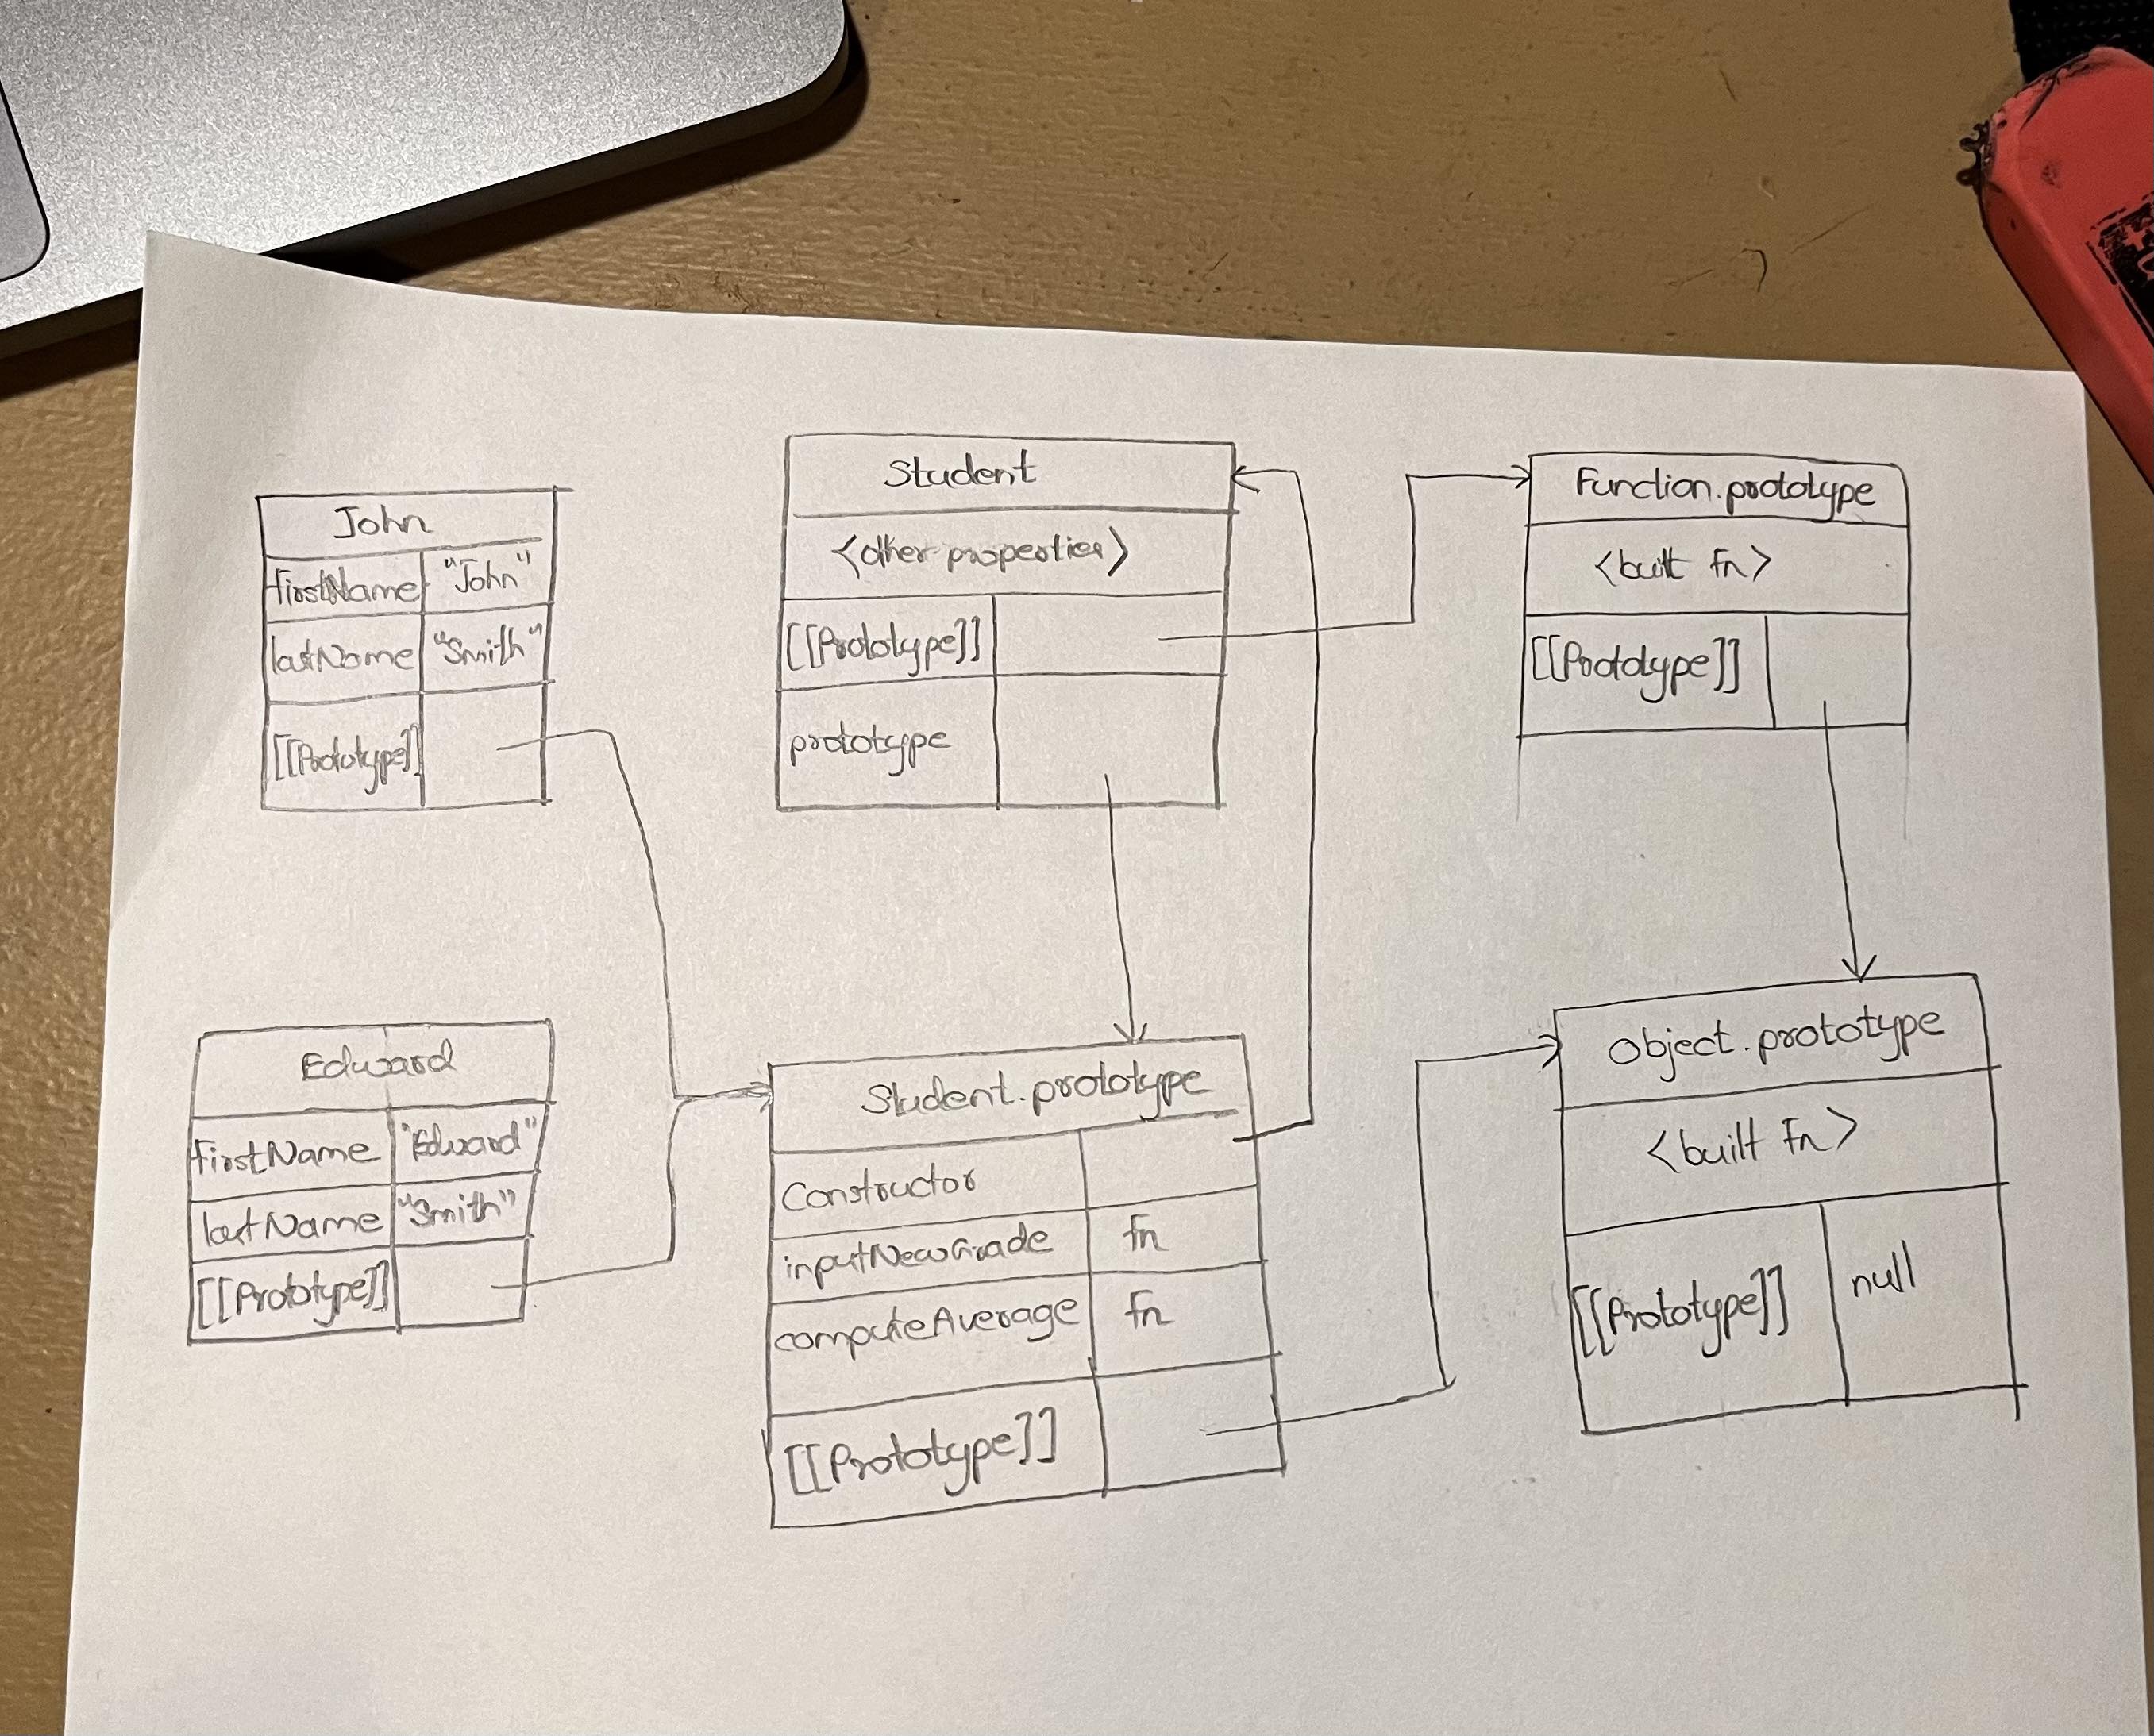 John
firstName "John"
lastName "Smith"
[[Prototype]]
Student
<other properties>
[[Prototype]]
prototype
Function.prototype
<built fn>
[[Prototype]]
Edward
firstName "Edward"
lastName "Smith"
[[Prototype]]
Student.prototype
Constructor
inputNewGrade fn
computeAverage fn
[[Prototype]]
Object.prototype
<built fn>
[[Prototype]] null